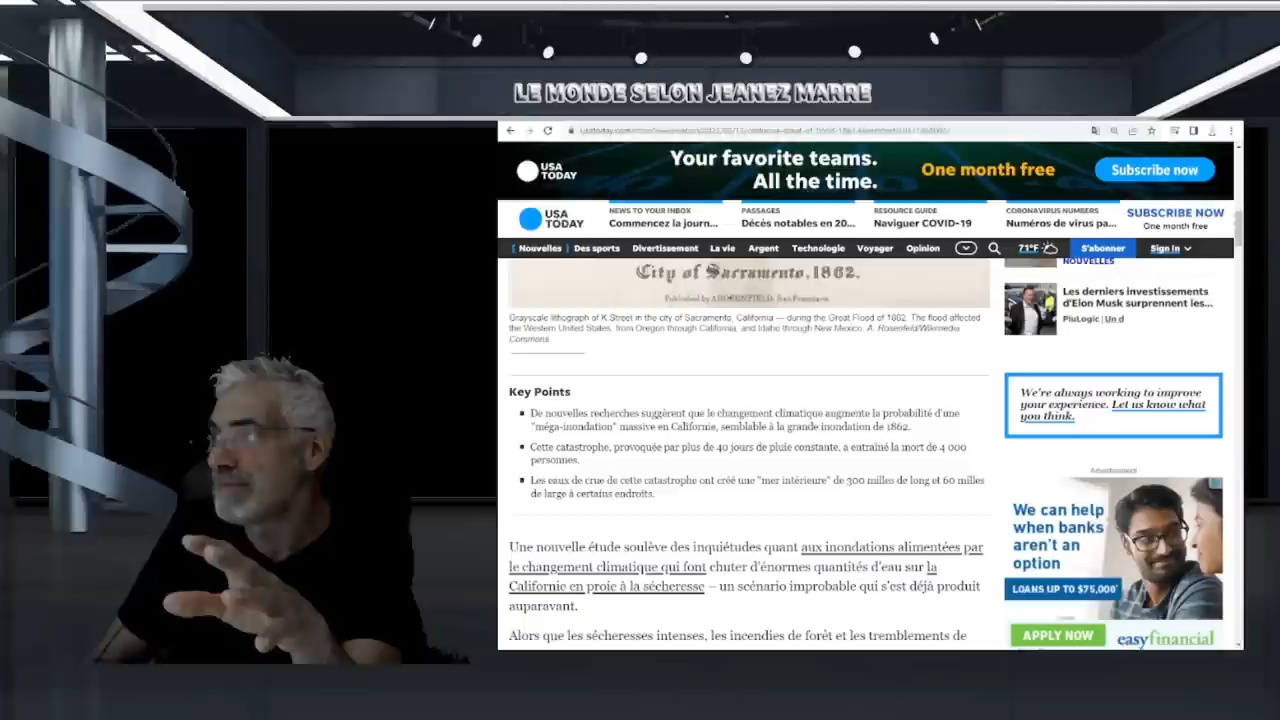 LE MONDE SELON JEANEZ MARRE
Your favorite teams.
All the time.
One month free
Subscribe now
USA
TODAY
USA
TODAY
NEWS TO YOUR INBOX
Commencez la journ...
PASSAGES
Décès notables en 20...
RESOURCE GUIDE
Naviguer COVID-19
CORONAVIRUS NUMBERS
Numéros de virus pa...
SUBSCRIBE NOW
One month free
Nouvelles
Des sports
Divertissement
La vie
Argent
Technologie
Voyager
Opinion
71°F
S'abonner
Sign In
City of Sacramento, 1862.
Published by A ROSENFIELD, San Francisco
Grayscale lithograph of K Street in the city of Sacramento, California — during the Great Flood of 1862. The flood affected
the Western United States, from Oregon through California, and Idaho through New Mexico. A. Rosenfeld/Wikimedia
Commons
Key Points
De nouvelles recherches suggèrent que le changement climatique augmente la probabilité d'une
"méga-inondation" massive en Californie, semblable à la grande inondation de 1862.
Cette catastrophe, provoquée par plus de 40 jours de pluie constante, a entraîné la mort de 4 000
personnes.
Les eaux de crue de cette catastrophe ont créé une "mer intérieure" de 300 milles de long et 60 milles
de large à certains endroits.
Une nouvelle étude soulève des inquiétudes quant aux inondations alimentées par
le changement climatique qui font chuter d'énormes quantités d'eau sur la
Californie en proie à la sécheresse – un scénario improbable qui s'est déjà produit
auparavant.
Alors que les sécheresses intenses, les incendies de forêt et les tremblements de
NOUVELLES
Les derniers investissements
d'Elon Musk surprennent les...
PiuLogic | Un d
We're always working to improve
your experience. Let us know what
you think.
Advertisement
We can help
when banks
aren't an
option
LOANS UP TO $75,000*
APPLY NOW
easyfinancial